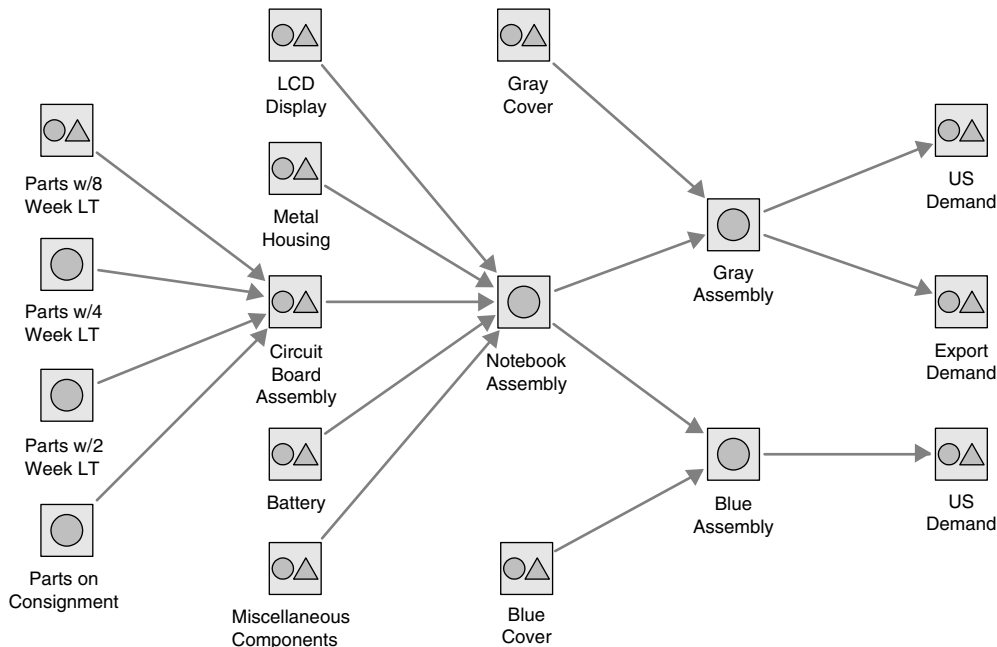 LCD
Display
Gray
Cover
Parts w/8
Week LT
US
Demand
Metal
Housing
Gray
Assembly
Parts w/4
Week LT
Circuit
Board
Assembly
Notebook
Assembly
Export
Demand
Parts w/2
Week LT
Battery
Blue
Assembly
US
Demand
Parts on
Consignment
Miscellaneous
Components
Blue
Cover